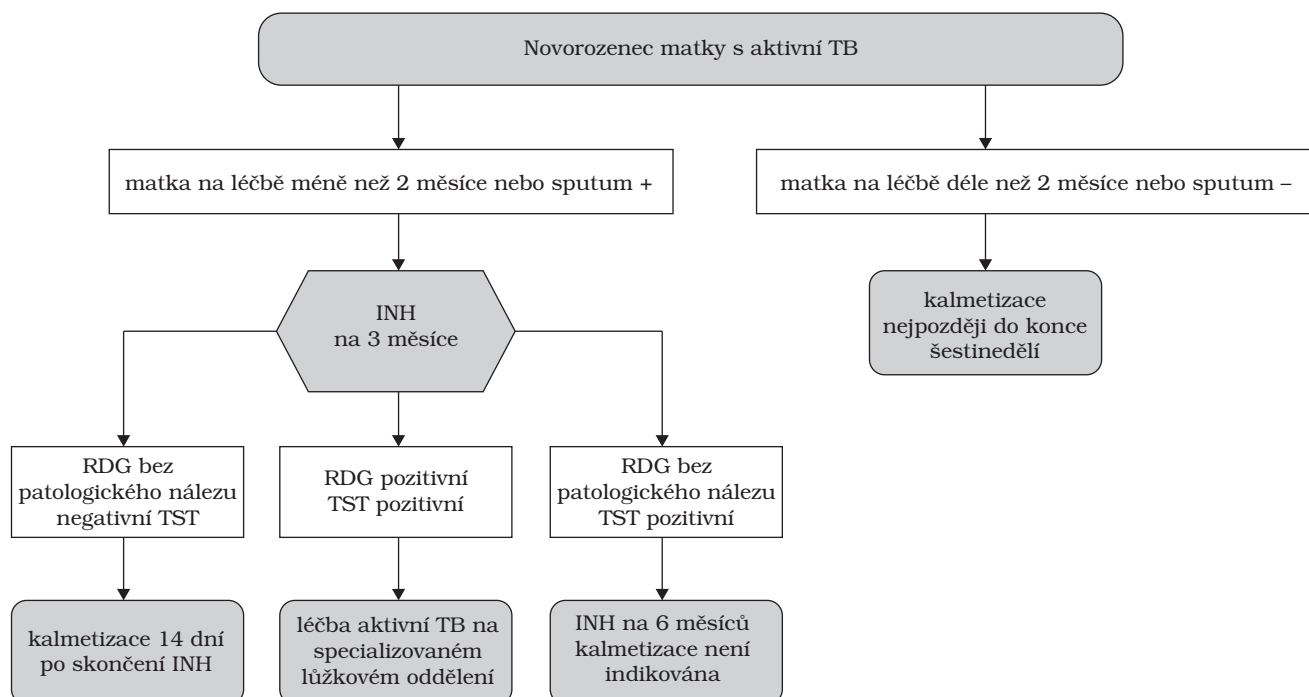 Novorozenec matky s aktivní TB
matka na léčbě méně než 2 měsíce nebo sputum +
matka na léčbě déle než 2 měsíce nebo sputum –
INH
na 3 měsíce
kalmetizace
nejpozději do konce
šestinedělí
RDG bez
patologického nálezu
negativní TST
RDG pozitivní
TST pozitivní
RDG bez
patologického nálezu
TST pozitivní
kalmetizace 14 dní
po skončení INH
léčba aktivní TB na
specializovaném
lůžkovém oddělení
INH na 6 měsíců
kalmetizace není
indikována